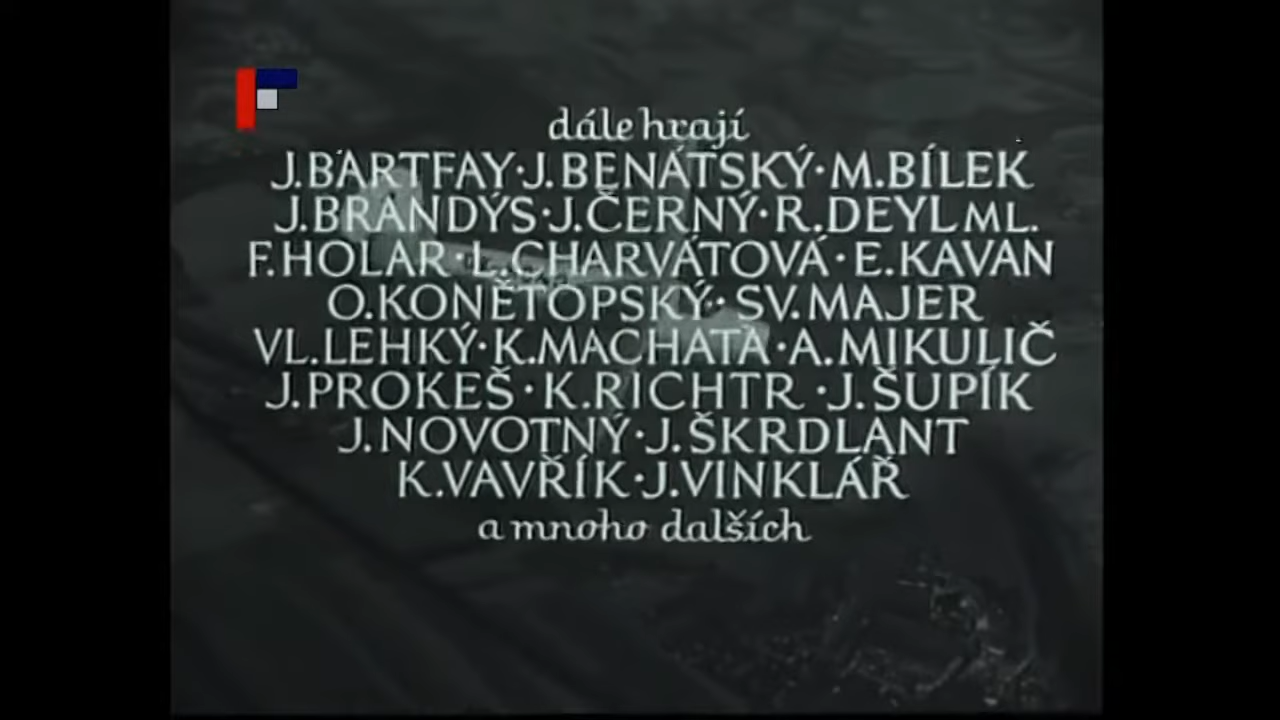 dále hrají
J.BARTFAY·J.BENÁTSKÝ·M.BÍLEK
J.BRANDÝS·J.ČERNÝ·R.DEYL ML.
F.HOLAR·L.CHARVÁTOVÁ·E.KAVAN
O.KONĚTOPSKÝ·SV.MAJER
VL.LEHKÝ·K.MACHATA·A.MIKULIČ
J.PROKEŠ·K.RICHTR·J.ŠUPÍK
J.NOVOTNÝ·J.ŠKRDLANT
K.VAVŘÍK·J.VINKLÁŘ
a mnoho dalších